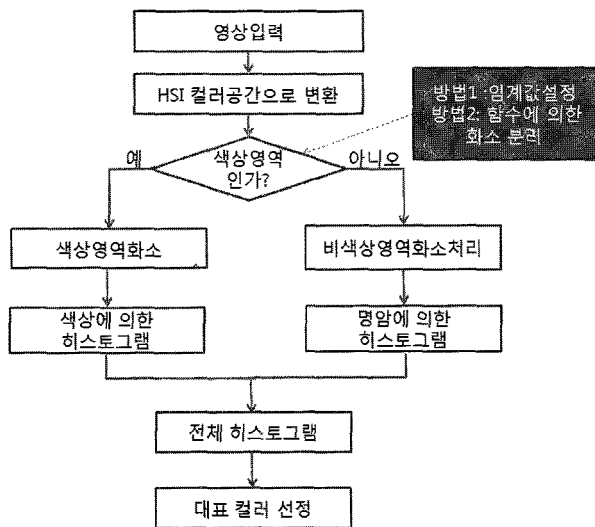 영상입력
HSI 컬러공간으로 변환
방법1 :임계값설정
방법2: 함수에 의한
화소 분리
예
색상영역
인가?
아니오
색상영역화소
비색상영역화소처리
색상에 의한
히스토그램
명암에 의한
히스토그램
전체 히스토그램
대표 컬러 선정